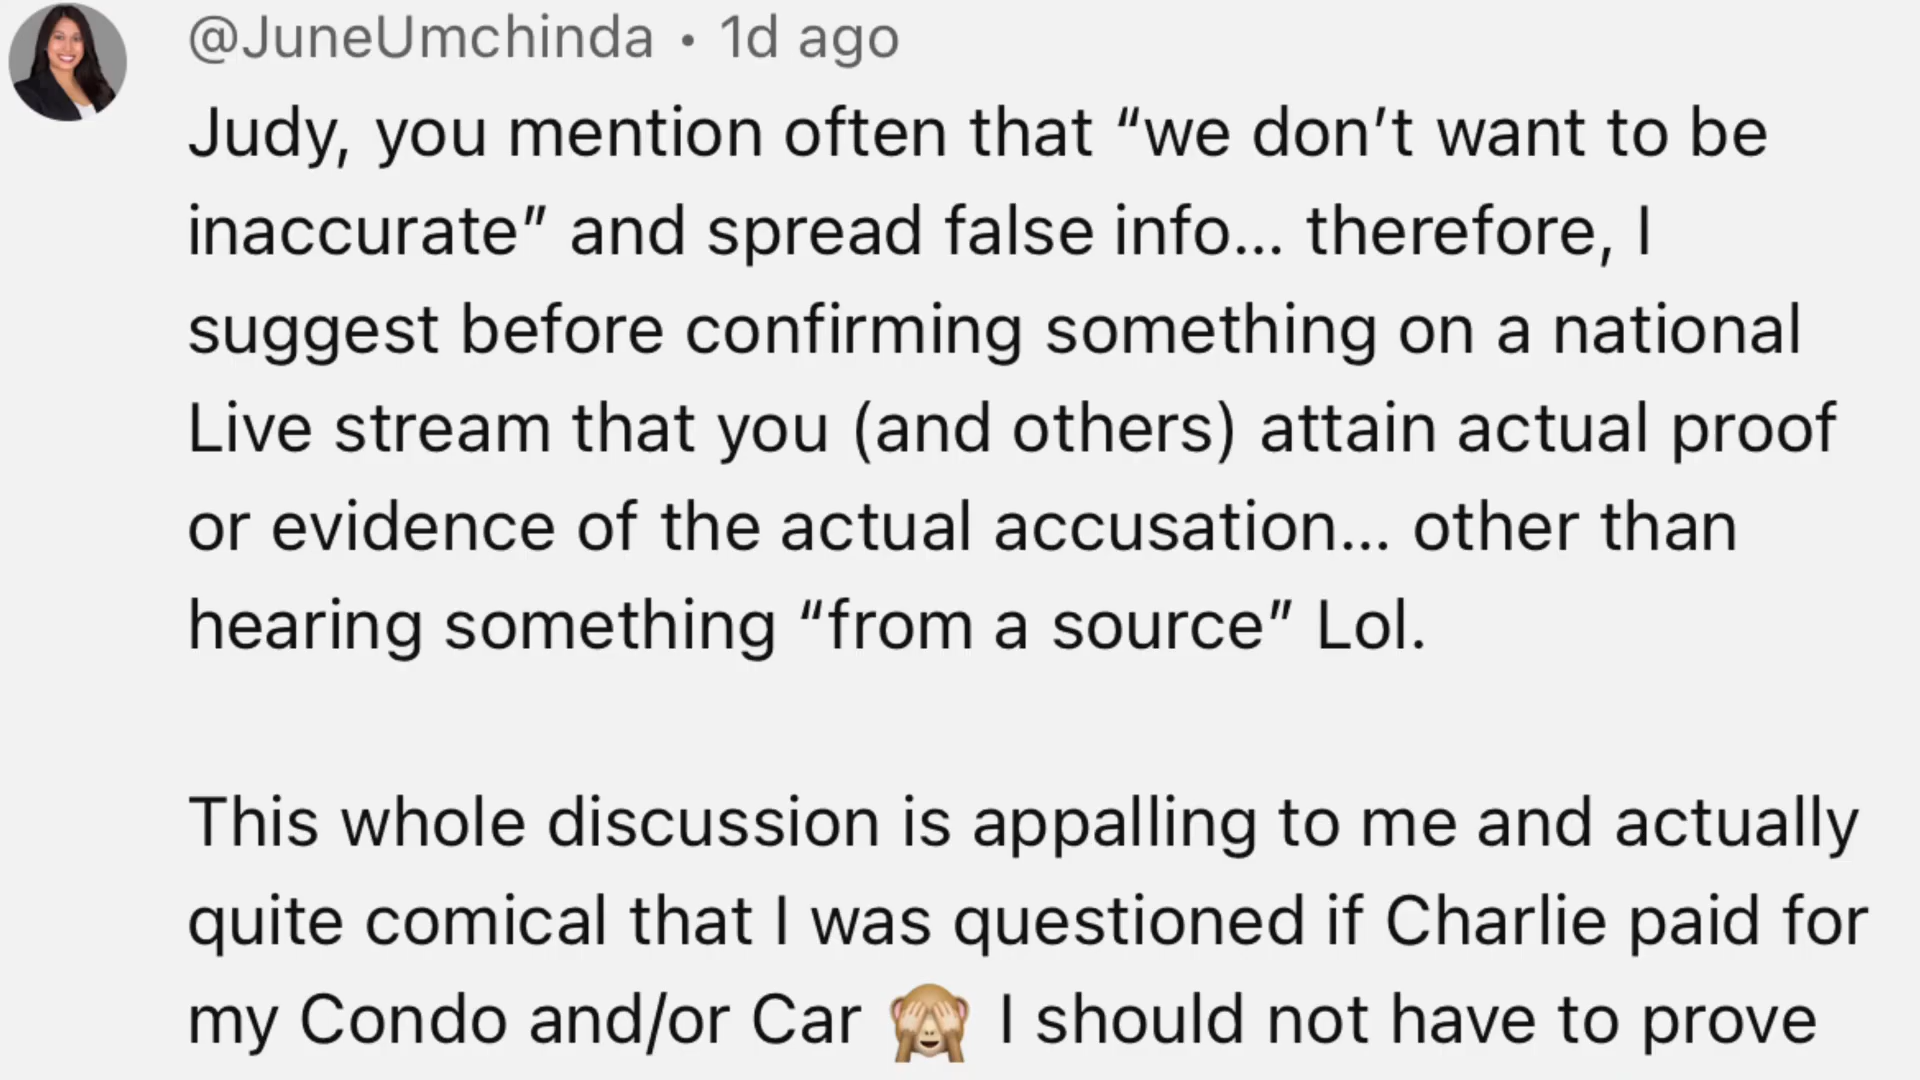 @JuneUmchinda • 1d ago
Judy, you mention often that “we don’t want to be
inaccurate” and spread false info... therefore, I
suggest before confirming something on a national
Live stream that you (and others) attain actual proof
or evidence of the actual accusation... other than
hearing something “from a source” Lol.
This whole discussion is appalling to me and actually
quite comical that I was questioned if Charlie paid for
my Condo and/or Car 🙈 I should not have to prove